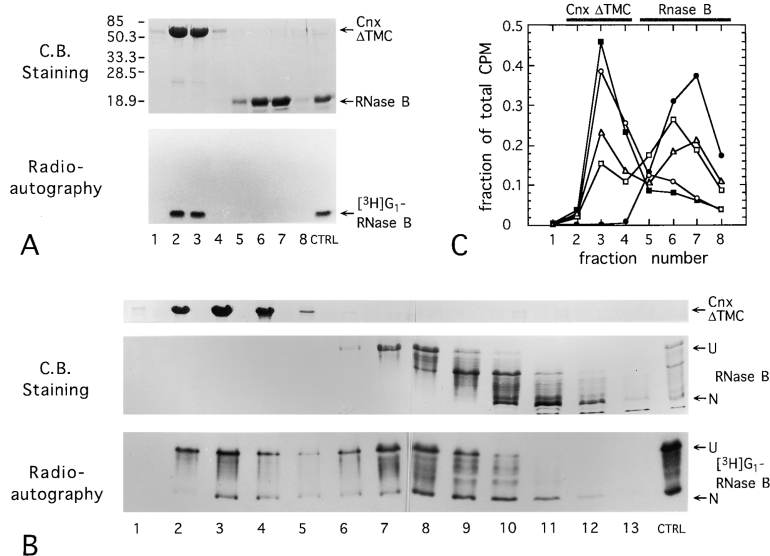 85 -
50.3-
33.3-
28.5-
18.9-
C.B.
Staining
←Cnx
ΔTMC
←RNase B
Radio-
autography
←[³H]G₁-
RNase B
1 2 3 4 5 6 7 8 CTRL
A
Cnx ΔTMC
Rnase B
0.5
0.4
0.3
0.2
0.1
0
fraction of total CPM
1 2 3 4 5 6 7 8
fraction number
C
←Cnx
ΔTMC
C.B.
Staining
←U
RNase B
←N
Radio-
autography
←U
[³H]G₁-
RNase B
←N
1 2 3 4 5 6 7 8 9 10 11 12 13 CTRL
B